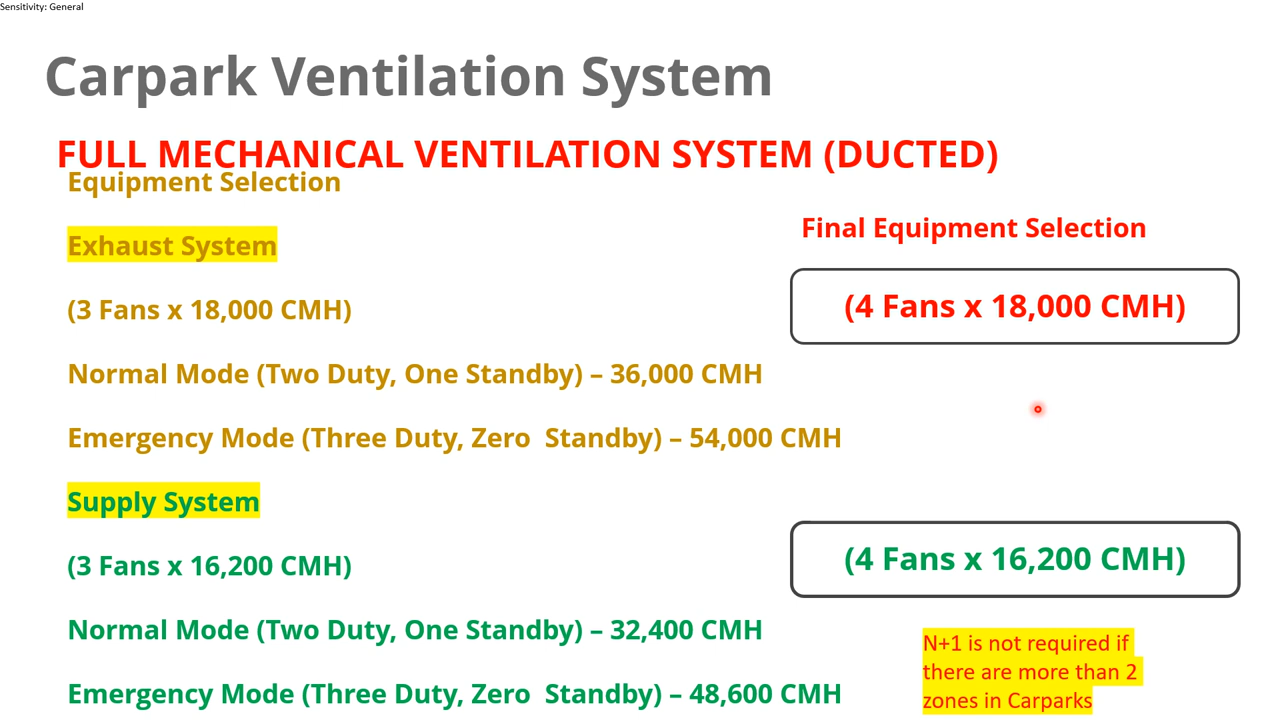 Sensitivity: General
Carpark Ventilation System
FULL MECHANICAL VENTILATION SYSTEM (DUCTED)
Equipment Selection
Exhaust System
(3 Fans x 18,000 CMH)
Normal Mode (Two Duty, One Standby) – 36,000 CMH
Emergency Mode (Three Duty, Zero  Standby) – 54,000 CMH
Supply System
(3 Fans x 16,200 CMH)
Normal Mode (Two Duty, One Standby) – 32,400 CMH
Emergency Mode (Three Duty, Zero  Standby) – 48,600 CMH
Final Equipment Selection
(4 Fans x 18,000 CMH)
(4 Fans x 16,200 CMH)
N+1 is not required if
there are more than 2
zones in Carparks